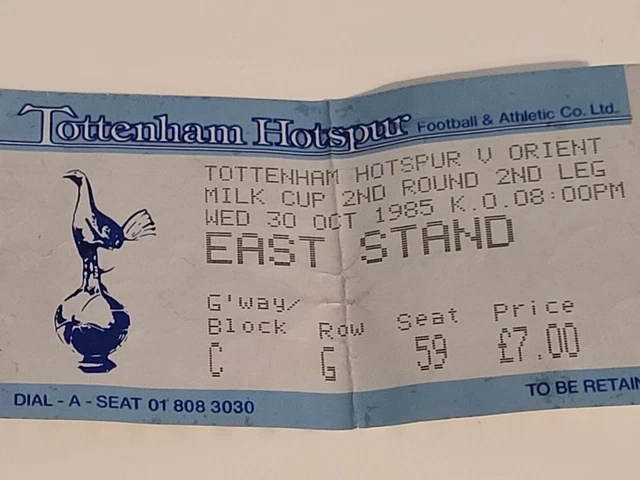 Tottenham Hotspur Football & Athletic Co. Ltd.
TOTTENHAM HOTSPUR V ORIENT
MILK CUP 2ND ROUND 2ND LEG
WED 30 OCT 1985 K.O.08:00PM
EAST STAND
G'way/
Block Row Seat Price
C G 59 £7.00
DIAL - A - SEAT 01 808 3030 TO BE RETAIN